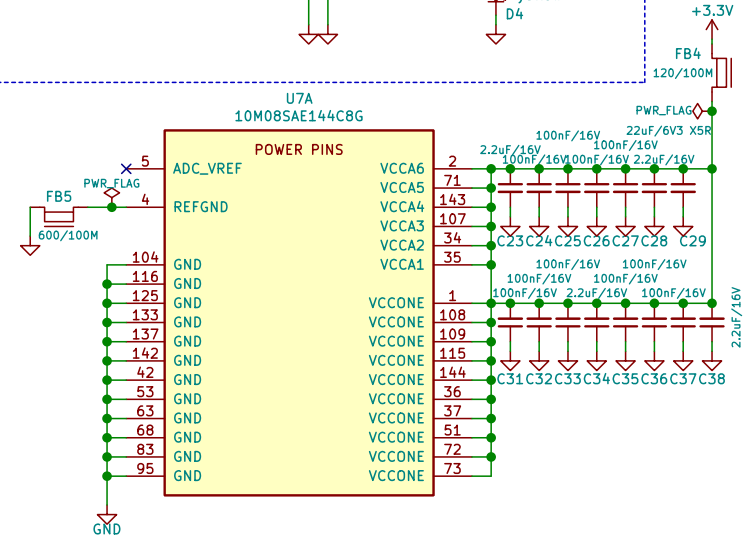 D4
+3.3V
FB4
120/100M
PWR_FLAG
U7A
10M08SAE144C8G
POWER PINS
5 ADC_VREF
PWR_FLAG
FB5
600/100M
4 REFGND
104 GND
116 GND
125 GND
133 GND
137 GND
142 GND
42 GND
53 GND
63 GND
68 GND
83 GND
95 GND
GND
VCCA6 2
VCCA5 71
VCCA4 143
VCCA3 107
VCCA2 34
VCCA1 35
VCCONE 1
VCCONE 108
VCCONE 109
VCCONE 115
VCCONE 144
VCCONE 36
VCCONE 37
VCCONE 51
VCCONE 72
VCCONE 73
22uF/6V3 X5R
100nF/16V
100nF/16V
2.2uF/16V
100nF/16V 100nF/16V 2.2uF/16V
C23 C24 C25 C26 C27 C28 C29
100nF/16V 100nF/16V
100nF/16V 100nF/16V
100nF/16V 2.2uF/16V 100nF/16V
2.2uF/16V
C31 C32 C33 C34 C35 C36 C37 C38